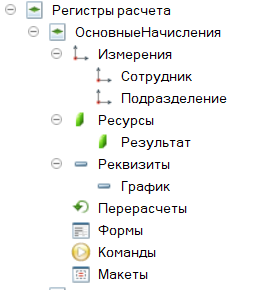 Регистры расчета
ОсновныеНачисления
Измерения
Сотрудник
Подразделение
Ресурсы
Результат
Реквизиты
График
Перерасчеты
Формы
Команды
Макеты